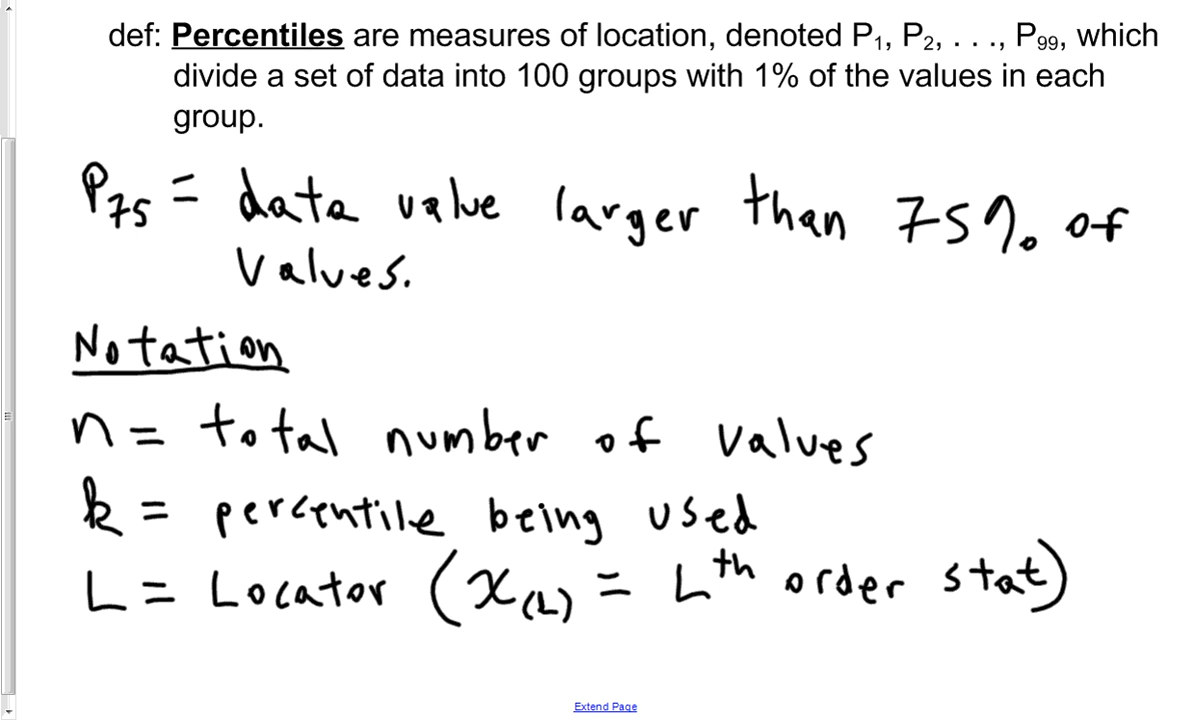 def: Percentiles are measures of location, denoted P₁, P₂, . . ., P₉₉, which
divide a set of data into 100 groups with 1% of the values in each
group.
P₇₅ = data value larger than 75% of
values.
Notation
n = total number of values
k = percentile being used
L = Locator (x₍L₎ = Lᵗʰ order stat)
Extend Page